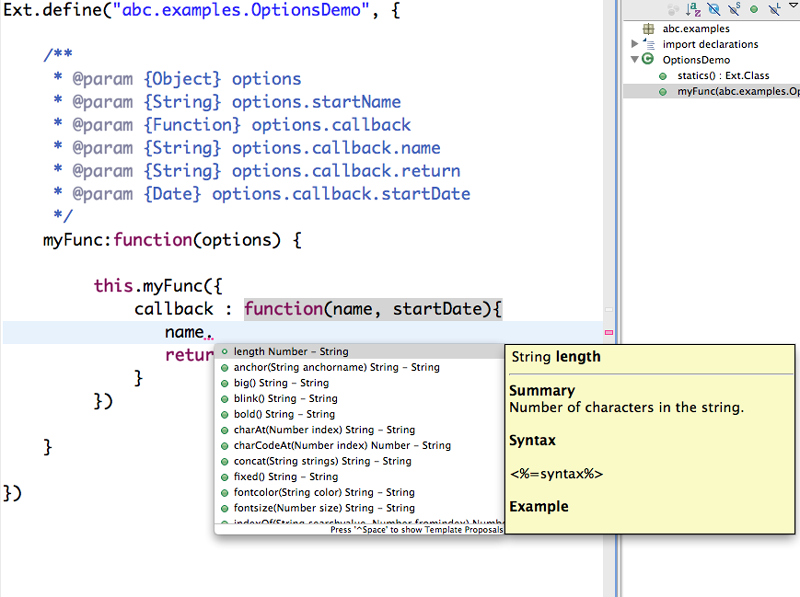 Ext.define("abc.examples.OptionsDemo", {
/**
* @param {Object} options
* @param {String} options.startName
* @param {Function} options.callback
* @param {String} options.callback.name
* @param {String} options.callback.return
* @param {Date} options.callback.startDate
*/
myFunc:function(options) {
this.myFunc({
callback : function(name, startDate){
name.
retur
}
})
}
})
length Number – String
anchor(String anchorname) String – String
big() String – String
blink() String – String
bold() String – String
charAt(Number index) String – String
charCodeAt(Number index) Number – String
concat(String strings) String – String
fixed() String – String
fontcolor(String color) String – String
fontsize(Number size) String – String
indexOf(String searchvalue, Number fromindex) Numb
Press '^Space' to show Template Proposals
String length
Summary
Number of characters in the string.
Syntax
<%=syntax%>
Example
abc.examples
import declarations
OptionsDemo
statics() : Ext.Class
myFunc(abc.examples.Op